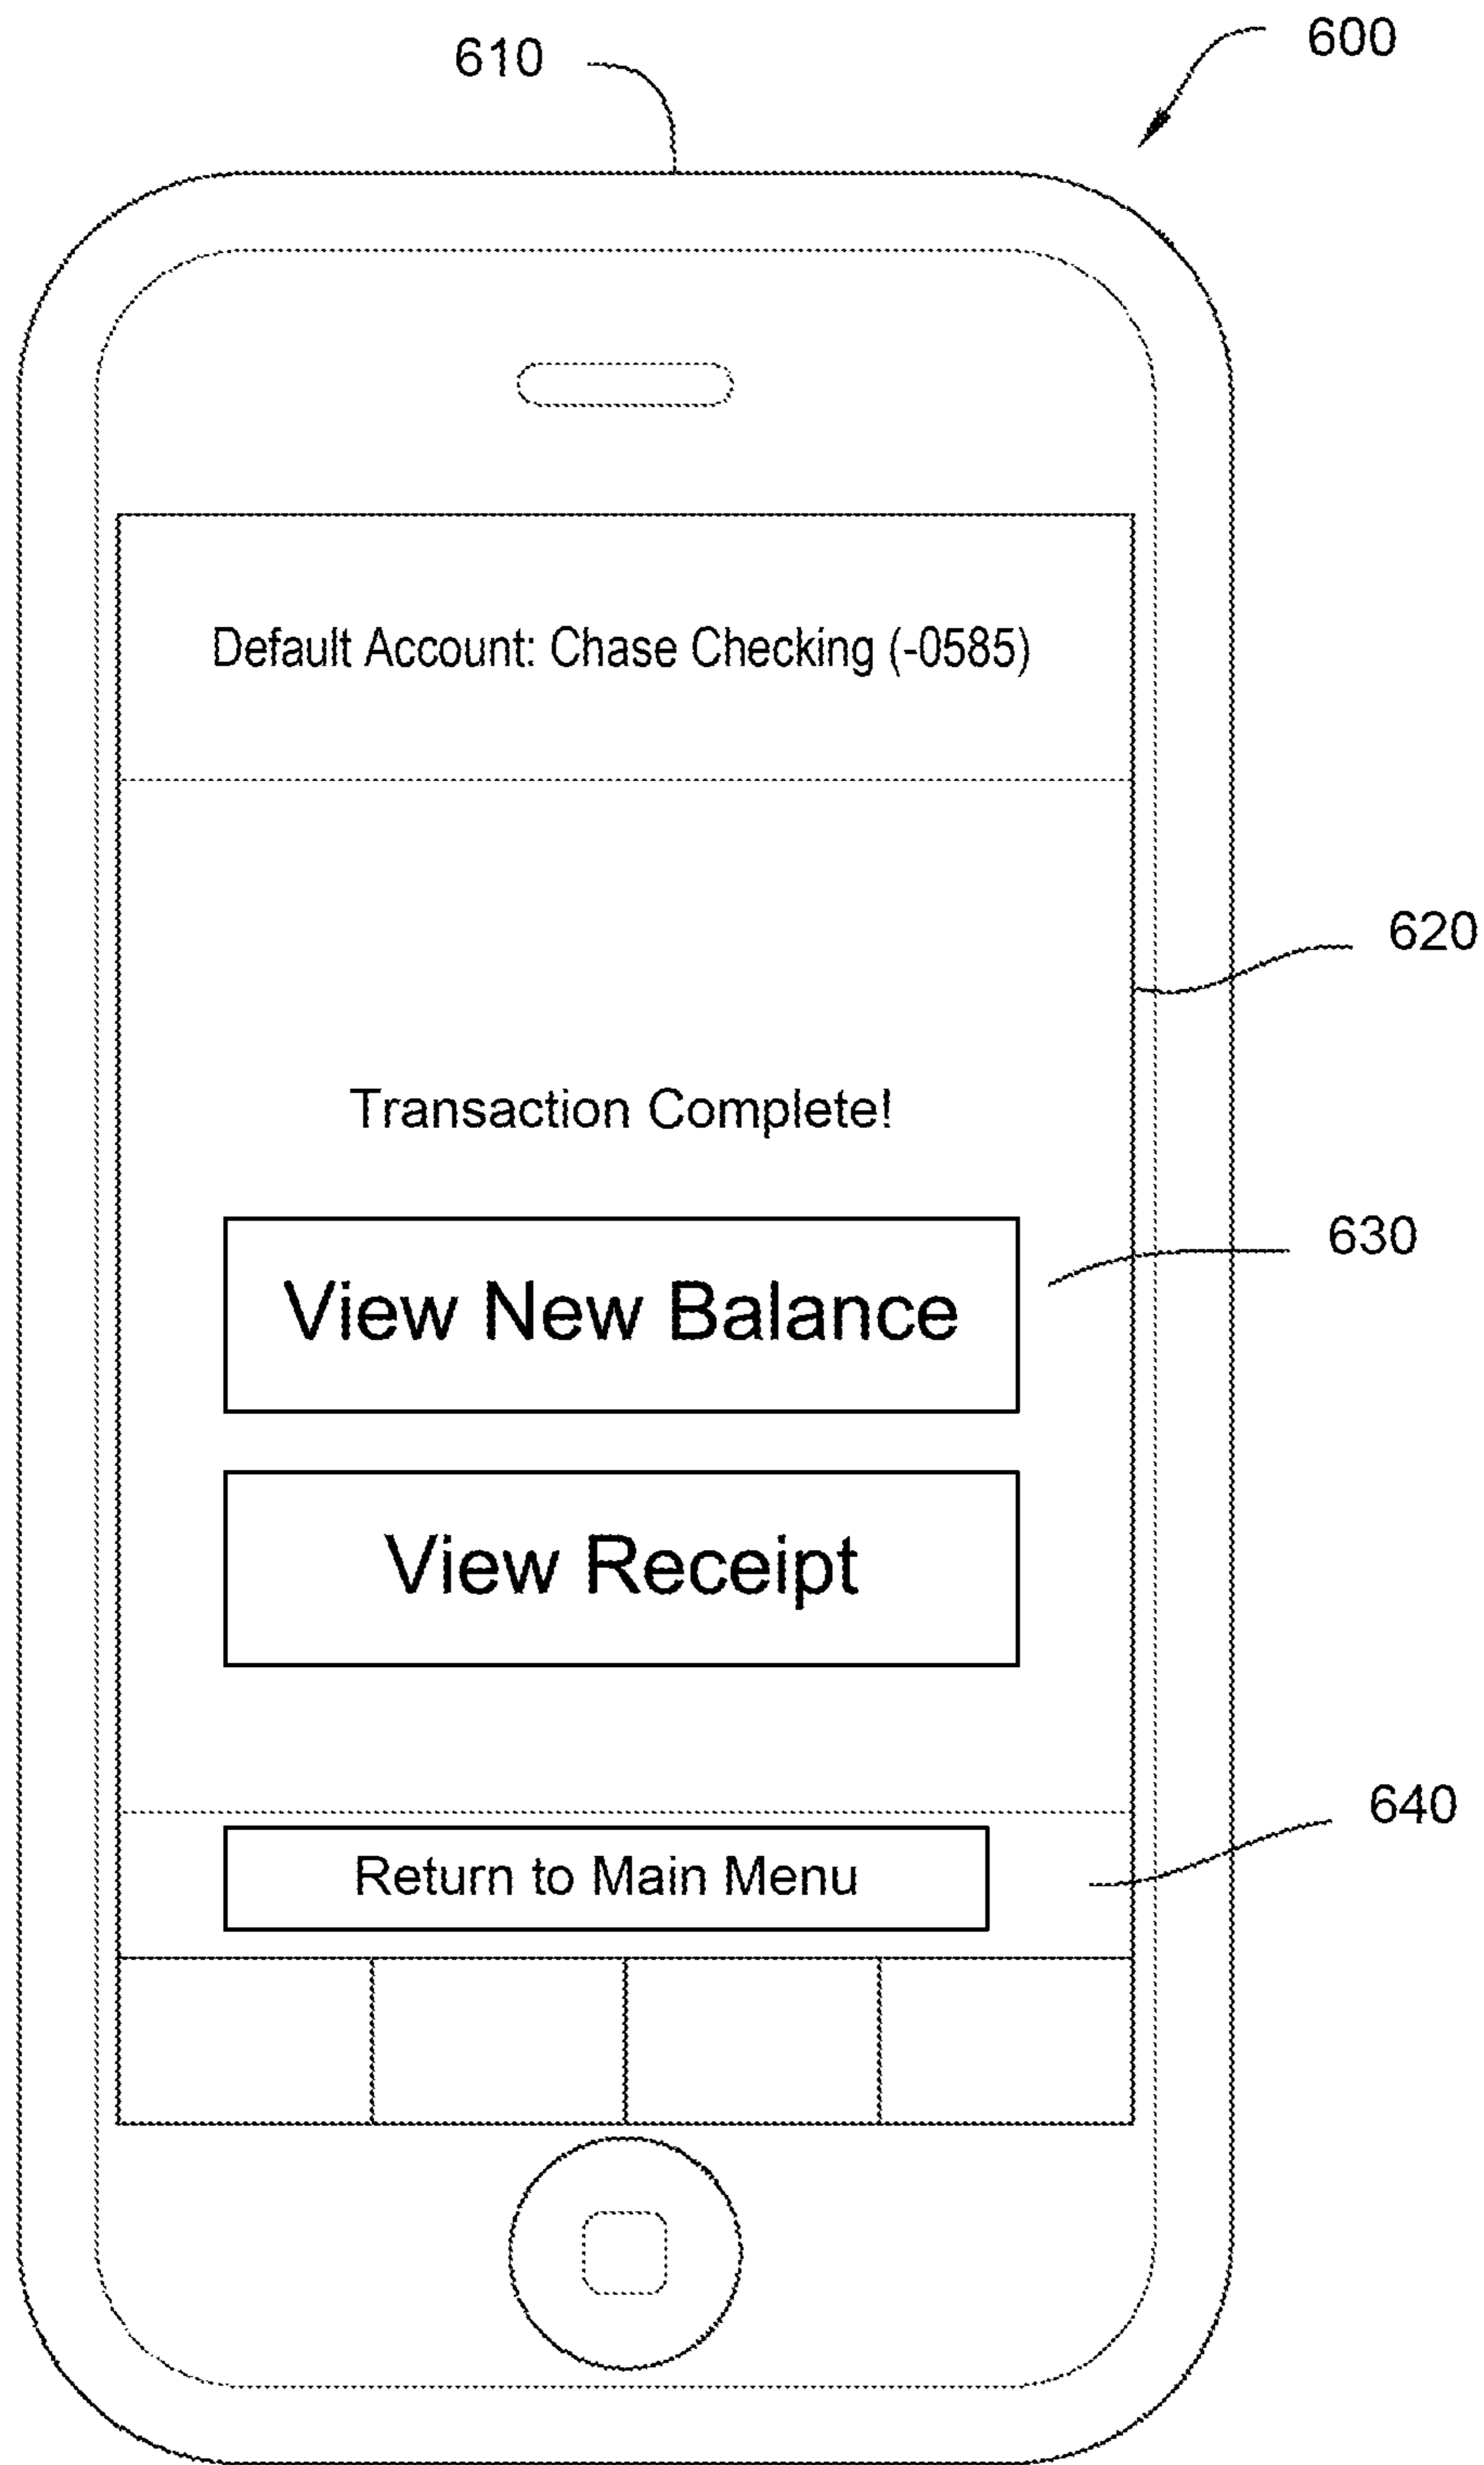 610
600
Default Account: Chase Checking (-0585)
620
Transaction Complete!
630
View New Balance
View Receipt
640
Return to Main Menu